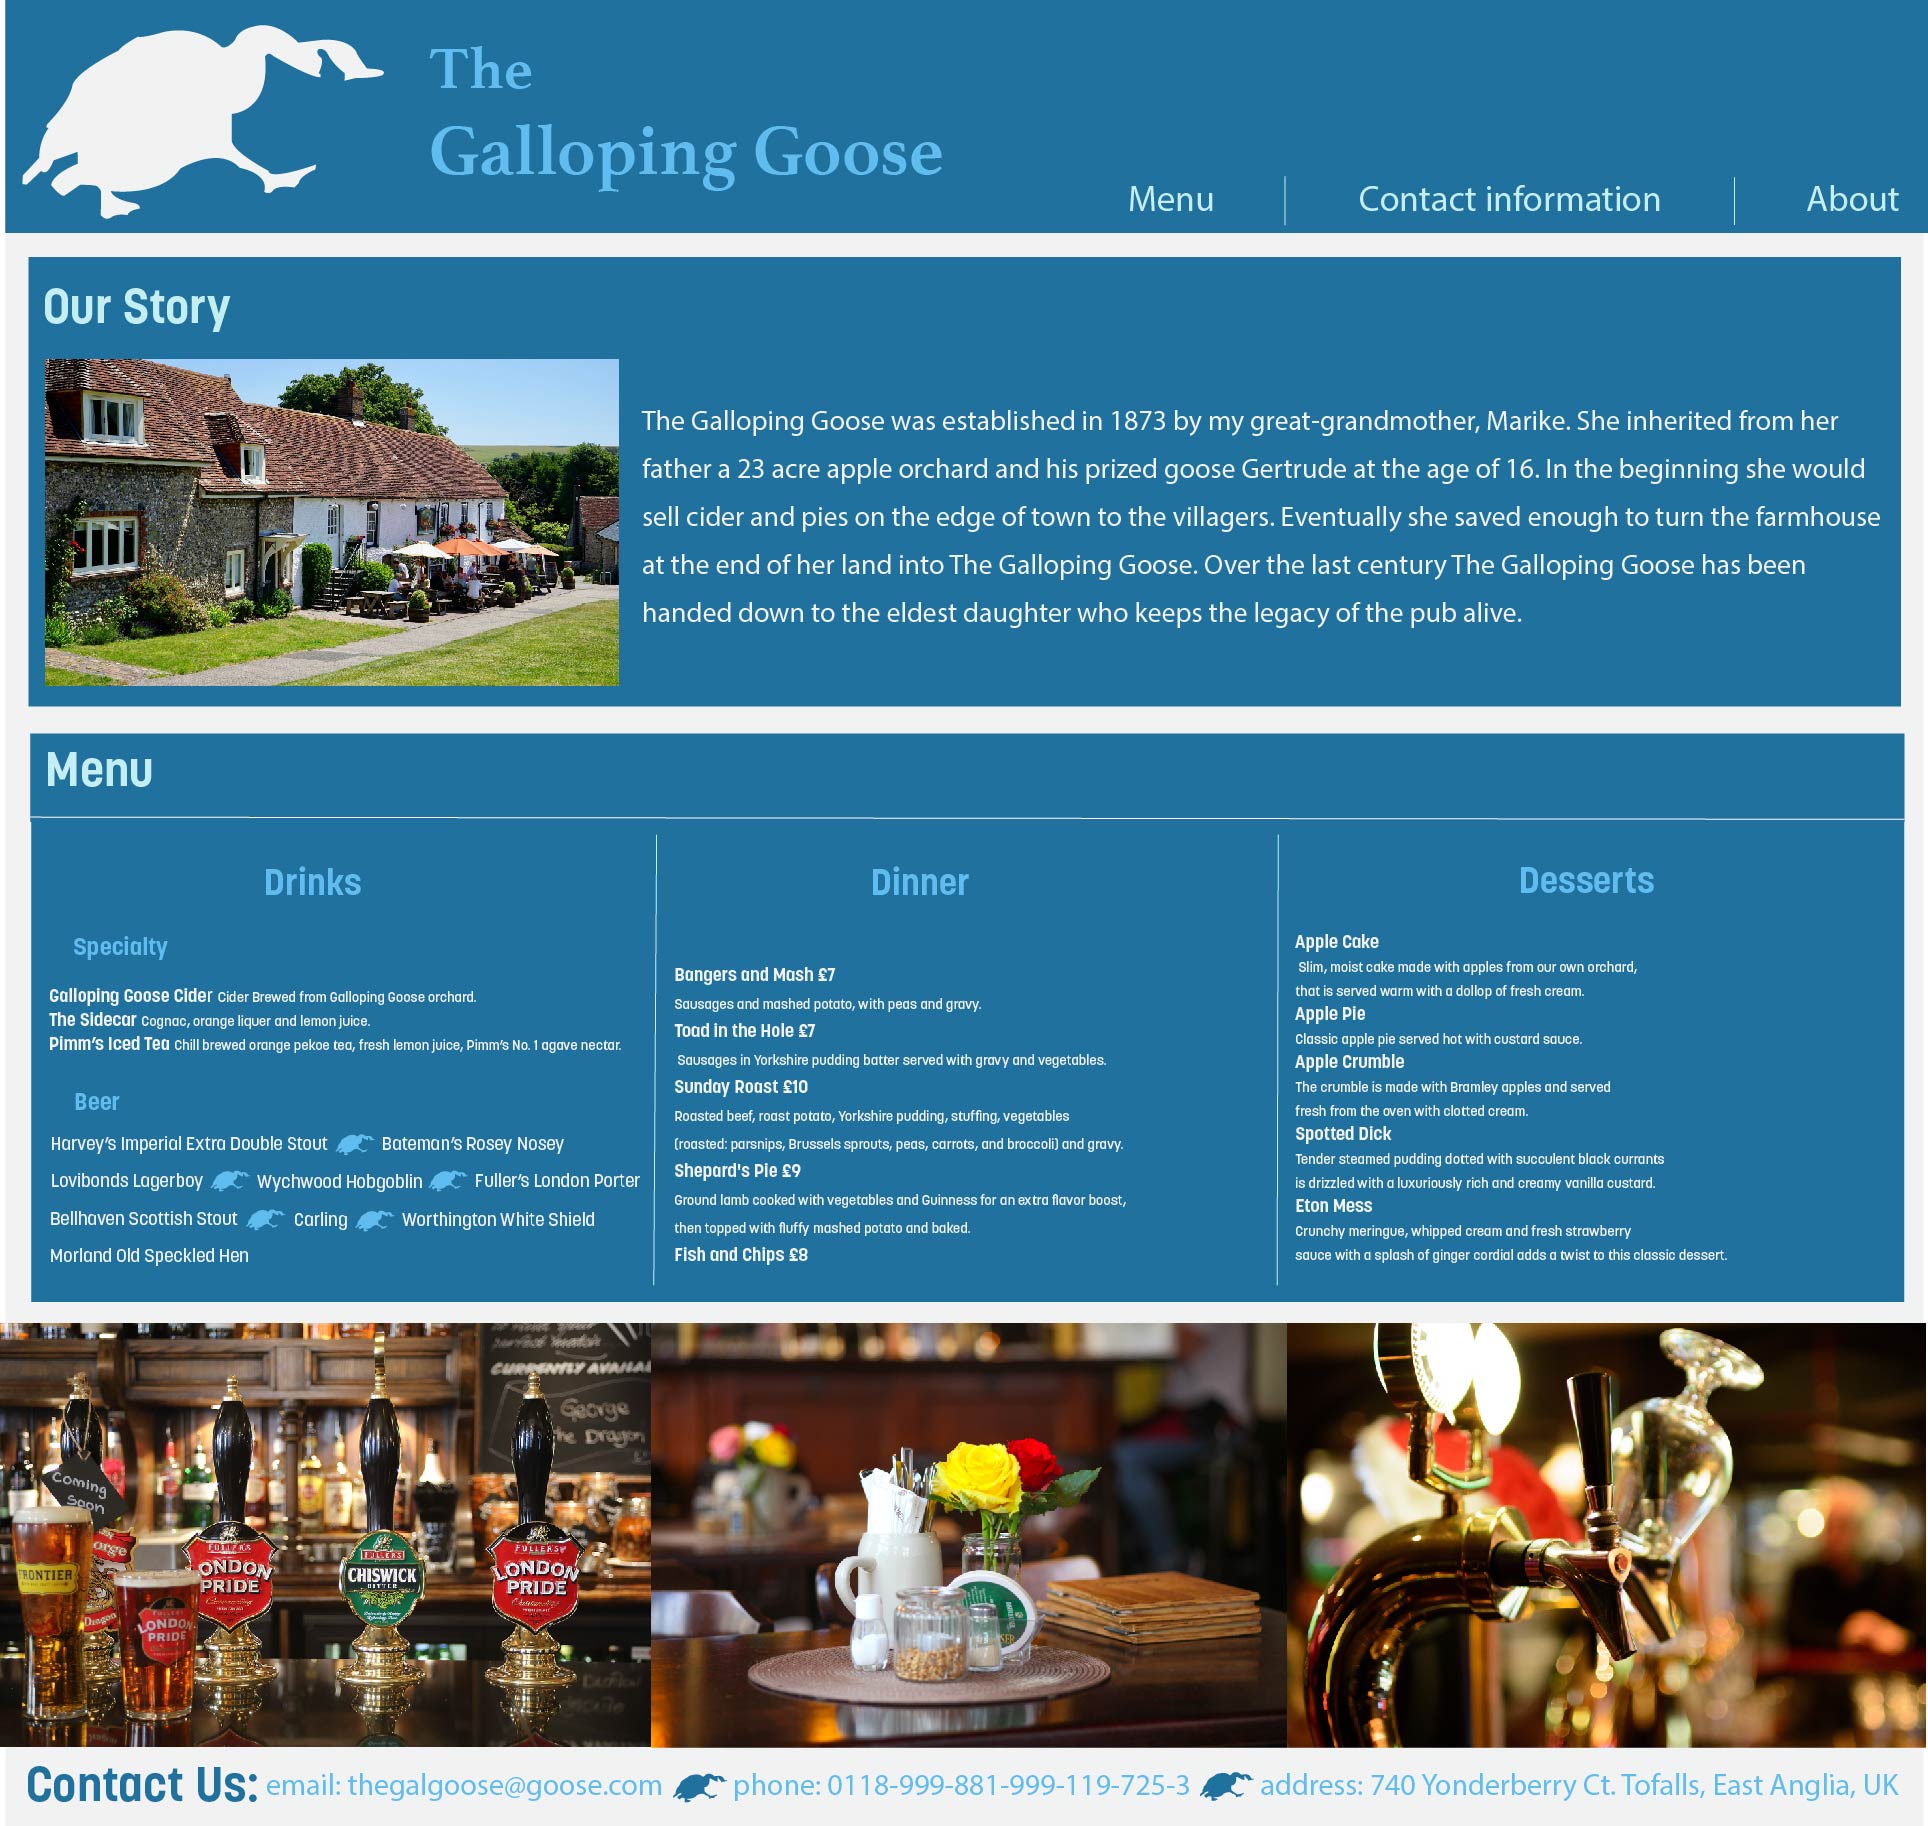 The
Galloping Goose
Menu
Contact information
About
Our Story
The Galloping Goose was established in 1873 by my great-grandmother, Marike. She inherited from her
father a 23 acre apple orchard and his prized goose Gertrude at the age of 16. In the beginning she would
sell cider and pies on the edge of town to the villagers. Eventually she saved enough to turn the farmhouse
at the end of her land into The Galloping Goose. Over the last century The Galloping Goose has been
handed down to the eldest daughter who keeps the legacy of the pub alive.
Menu
Drinks
Specialty
Galloping Goose Cider Cider Brewed from Galloping Goose orchard.
The Sidecar Cognac, orange liquer and lemon juice.
Pimm's Iced Tea Chill brewed orange pekoe tea, fresh lemon juice, Pimm's No. 1 agave nectar.
Beer
Harvey's Imperial Extra Double Stout Bateman's Rosey Nosey
Lovibonds Lagerboy Wychwood Hobgoblin Fuller's London Porter
Bellhaven Scottish Stout Carling Worthington White Shield
Morland Old Speckled Hen
Dinner
Bangers and Mash £7
Sausages and mashed potato, with peas and gravy.
Toad in the Hole £7
Sausages in Yorkshire pudding batter served with gravy and vegetables.
Sunday Roast £10
Roasted beef, roast potato, Yorkshire pudding, stuffing, vegetables
(roasted: parsnips, Brussels sprouts, peas, carrots, and broccoli) and gravy.
Shepard's Pie £9
Ground lamb cooked with vegetables and Guinness for an extra flavor boost,
then topped with fluffy mashed potato and baked.
Fish and Chips £8
Desserts
Apple Cake
Slim, moist cake made with apples from our own orchard,
that is served warm with a dollop of fresh cream.
Apple Pie
Classic apple pie served hot with custard sauce.
Apple Crumble
The crumble is made with Bramley apples and served
fresh from the oven with clotted cream.
Spotted Dick
Tender steamed pudding dotted with succulent black currants
is drizzled with a luxuriously rich and creamy vanilla custard.
Eton Mess
Crunchy meringue, whipped cream and fresh strawberry
sauce with a splash of ginger cordial adds a twist to this classic dessert.
CURRENTLY AVAILA
George
the Dragon
Coming
Soon
FRONTIER
orge
Dragon
FULLER'S
LONDON
PRIDE
FULLER'S
ONDON
PRIDE
Outstanding
FULLER'S
CHISWICK
BITTER
FULLER'S
LONDON
PRIDE
Outstanding
Contact Us: email: thegalgoose@goose.com phone: 0118-999-881-999-119-725-3 address: 740 Yonderberry Ct. Tofalls, East Anglia, UK